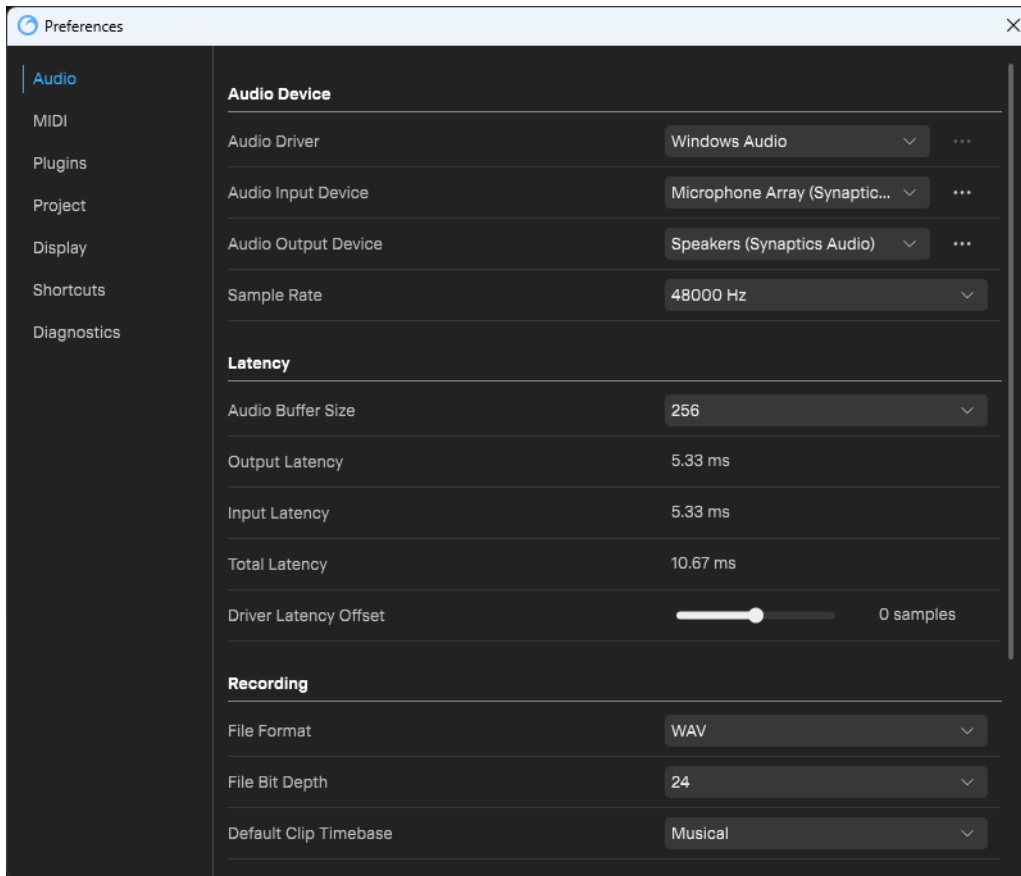 Preferences
Audio
MIDI
Plugins
Project
Display
Shortcuts
Diagnostics
Audio Device
Audio Driver Windows Audio
Audio Input Device Microphone Array (Synaptic...
Audio Output Device Speakers (Synaptics Audio)
Sample Rate 48000 Hz
Latency
Audio Buffer Size 256
Output Latency 5.33 ms
Input Latency 5.33 ms
Total Latency 10.67 ms
Driver Latency Offset 0 samples
Recording
File Format WAV
File Bit Depth 24
Default Clip Timebase Musical